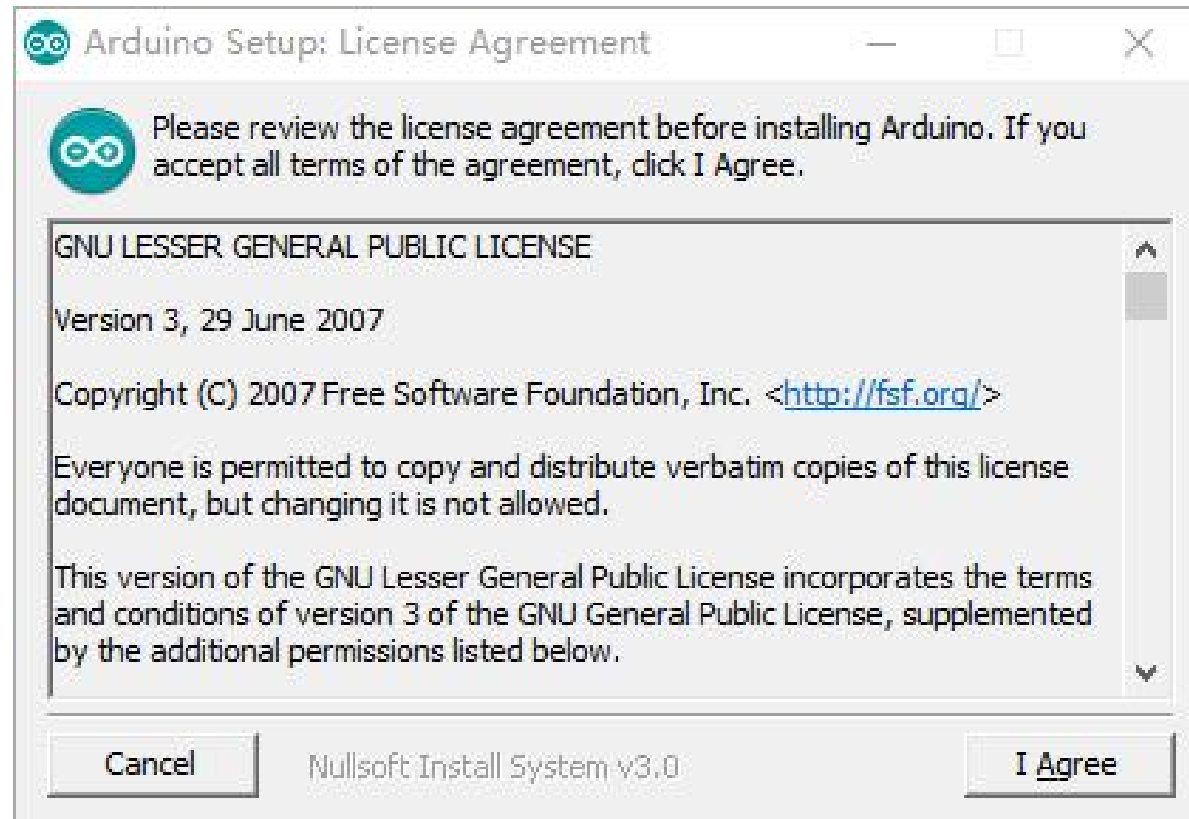 Arduino Setup: License Agreement
Please review the license agreement before installing Arduino. If you
accept all terms of the agreement, click I Agree.
GNU LESSER GENERAL PUBLIC LICENSE
Version 3, 29 June 2007
Copyright (C) 2007 Free Software Foundation, Inc. <http://fsf.org/>
Everyone is permitted to copy and distribute verbatim copies of this license
document, but changing it is not allowed.
This version of the GNU Lesser General Public License incorporates the terms
and conditions of version 3 of the GNU General Public License, supplemented
by the additional permissions listed below.
Cancel
Nullsoft Install System v3.0
I Agree